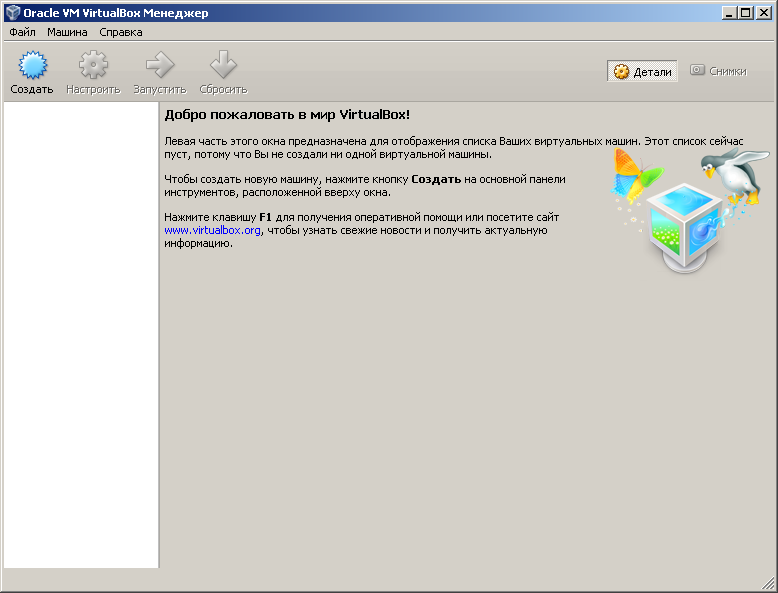 Oracle VM VirtualBox Менеджер
Файл Машина Справка
Создать Настроить Запустить Сбросить Детали Снимки
Добро пожаловать в мир VirtualBox!
Левая часть этого окна предназначена для отображения списка Ваших виртуальных машин. Этот список сейчас
пуст, потому что Вы не создали ни одной виртуальной машины.
Чтобы создать новую машину, нажмите кнопку Создать на основной панели
инструментов, расположенной вверху окна.
Нажмите клавишу F1 для получения оперативной помощи или посетите сайт
www.virtualbox.org, чтобы узнать свежие новости и получить актуальную
информацию.